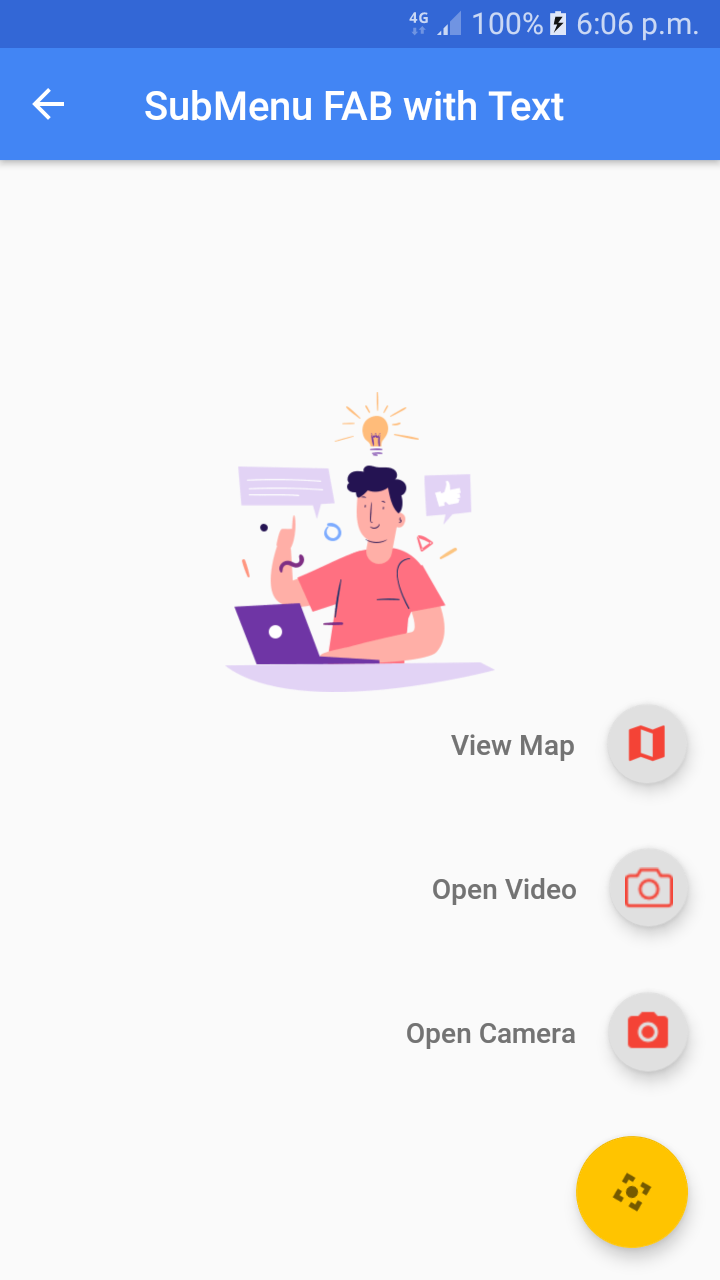 4G 100% 6:06 p.m.
SubMenu FAB with Text
View Map
Open Video
Open Camera